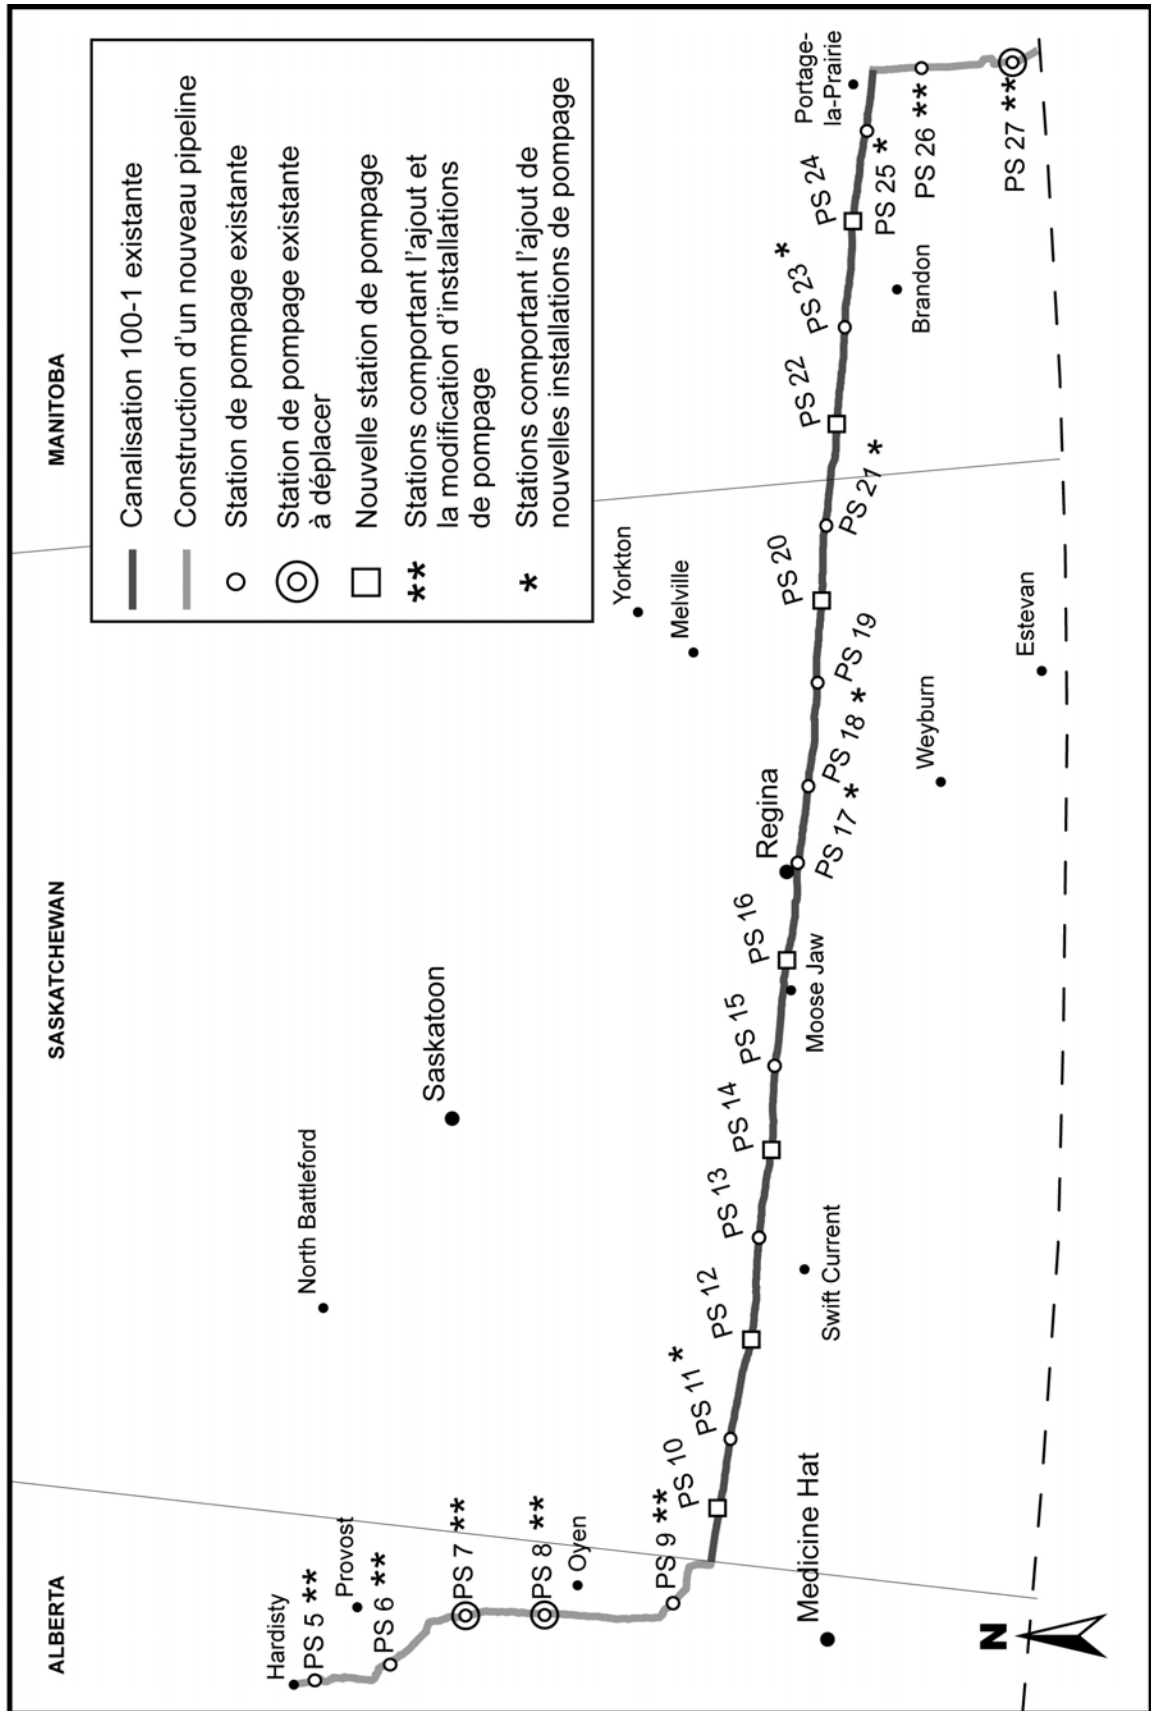 ALBERTA
SASKATCHEWAN
MANITOBA
Canalisation 100-1 existante
Construction d'un nouveau pipeline
Station de pompage existante
Station de pompage existante
à déplacer
Nouvelle station de pompage
** Stations comportant l'ajout et
la modification d'installations
de pompage
* Stations comportant l'ajout de
nouvelles installations de pompage
Hardisty
PS 5 **
Provost
PS 6 **
PS 7 **
PS 8 **
Oyen
PS 9 **
PS 10
PS 11 *
PS 12
PS 13
PS 14
PS 15
PS 16
PS 17 *
PS 18 *
PS 19
PS 20
PS 21 *
PS 22
PS 23 *
PS 24
PS 25 *
PS 26 **
PS 27 **
North Battleford
Saskatoon
Yorkton
Melville
Regina
Moose Jaw
Swift Current
Medicine Hat
Weyburn
Estevan
Brandon
Portage-
la-Prairie
N